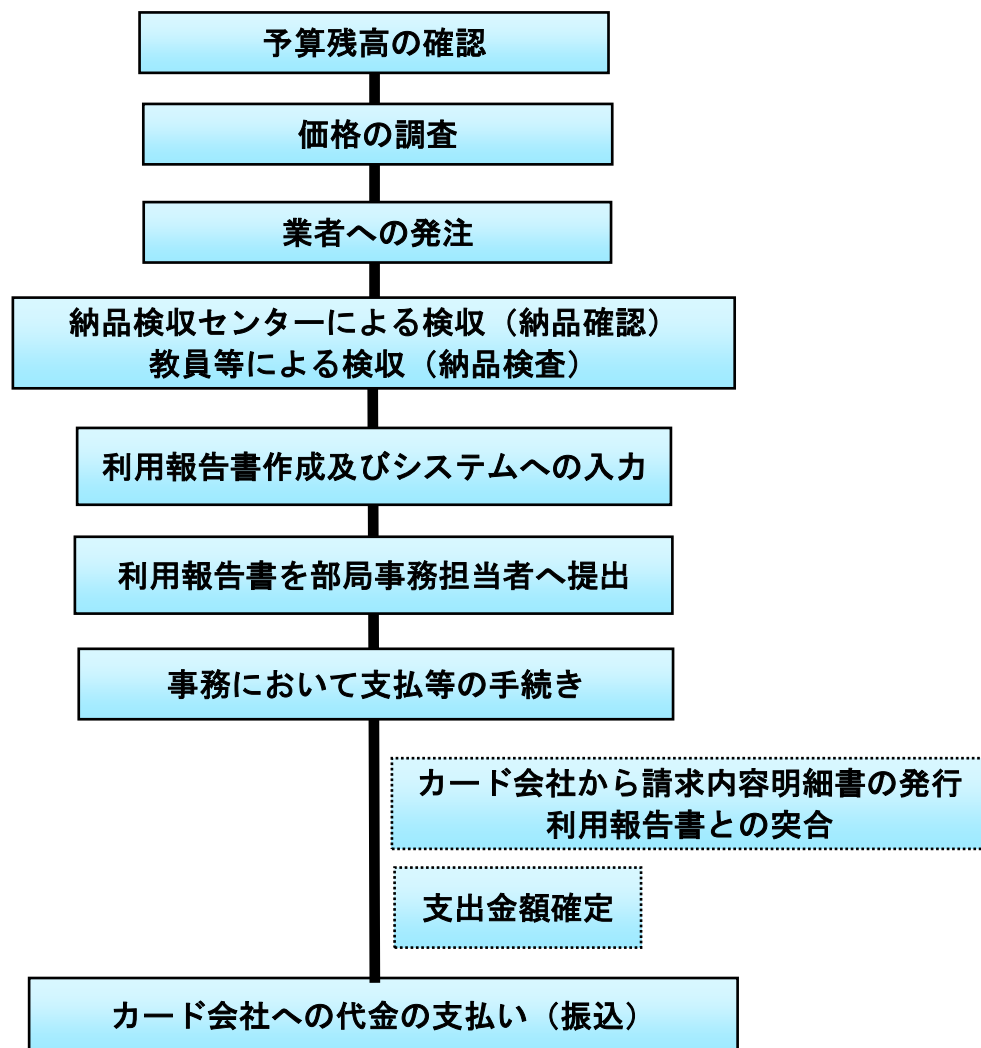 予算残高の確認
価格の調査
業者への発注
納品検収センターによる検収（納品確認）
教員等による検収（納品検査）
利用報告書作成及びシステムへの入力
利用報告書を部局事務担当者へ提出
事務において支払等の手続き
カード会社から請求内容明細書の発行
利用報告書との突合
支出金額確定
カード会社への代金の支払い（振込）